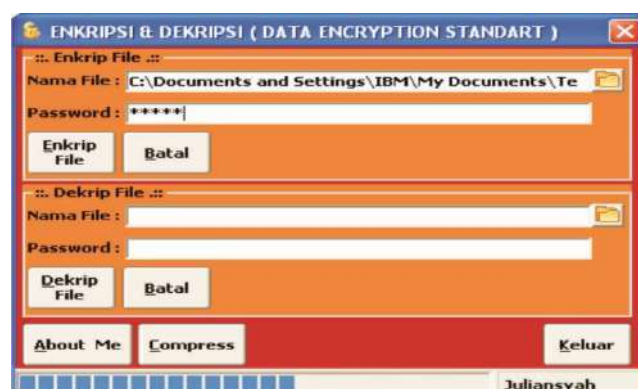 ENKRIPSI & DEKRIPSI ( DATA ENCRYPTION STANDART )
::. Enkrip File .::
Nama File : C:\Documents and Settings\IBM\My Documents\Te
Password : *****
Enkrip File
Batal
::. Dekrip File .::
Nama File :
Password :
Dekrip File
Batal
About Me Compress Keluar
Juliansyah